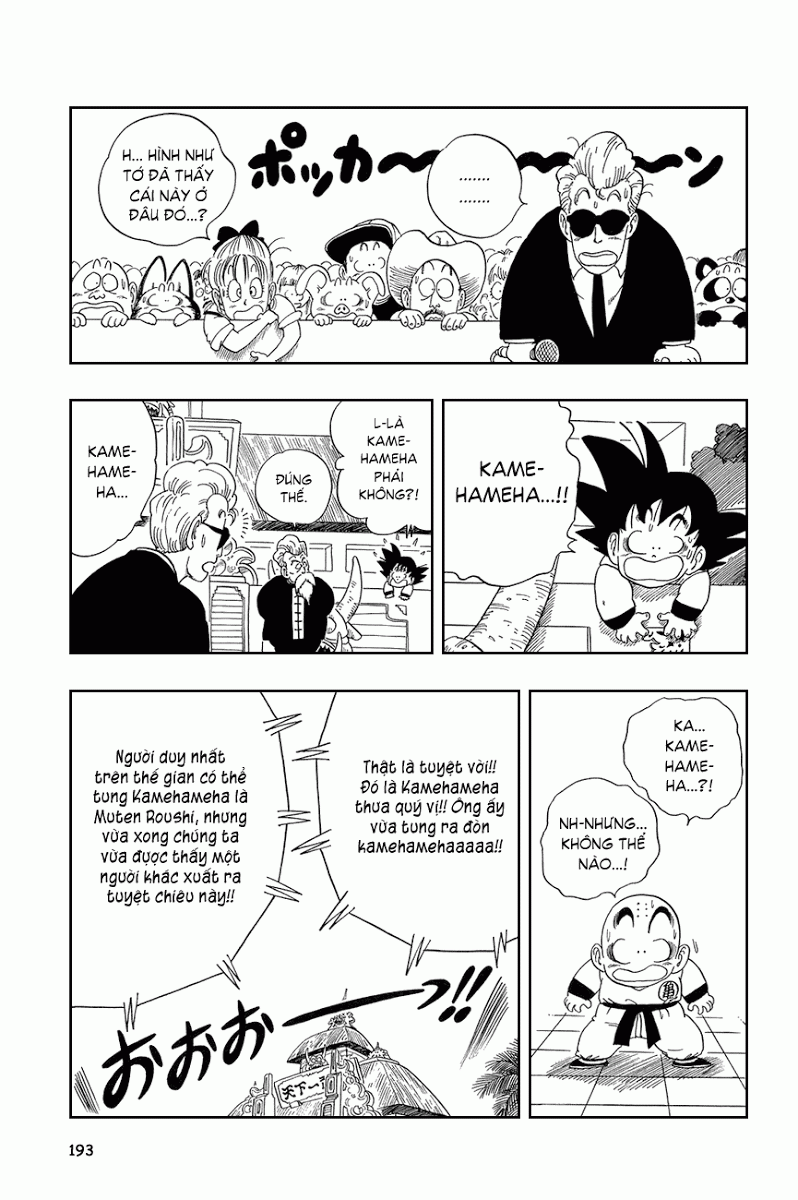 H... HÌNH NHƯ
TỚ ĐÃ THẤY
CÁI NÀY Ở
ĐÂU ĐÓ...?
ポッカ〜〜〜〜〜ン
.......
.......
L-LÀ
KAME-
HAMEHA
PHẢI
KHÔNG?!
ĐÚNG
THẾ.
KAME-
HAME-
HA...
KAME-
HAMEHA...!!
Người duy nhất
trên thế gian có thể
tung Kamehameha là
Muten Roushi, nhưng
vừa xong chúng ta
vừa được thấy một
người khác xuất ra
tuyệt chiêu này!!
Thật là tuyệt vời!!
Đó là Kamehameha
thưa quý vị!! Ông ấy
vừa tung ra đòn
kamehamehaaaaa!!
おおおーーっ!!
天下一
KA...
KAME-
HAME-
HA...?!
NH-NHƯNG...
KHÔNG THỂ
NÀO...!
亀
193